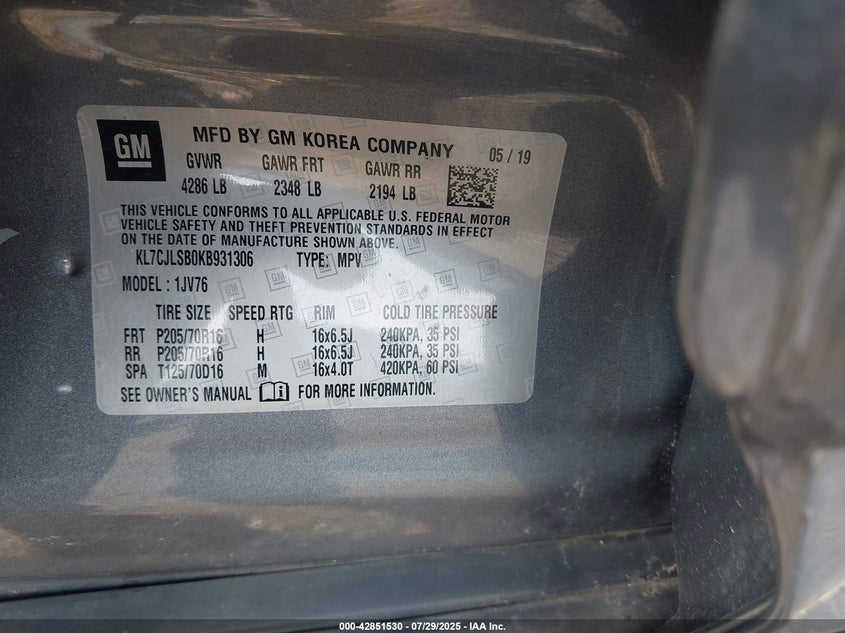 GM
MFD BY GM KOREA COMPANY 05 / 19
GVWR GAWR FRT GAWR RR
4286 LB 2348 LB 2194 LB
THIS VEHICLE CONFORMS TO ALL APPLICABLE U.S. FEDERAL MOTOR
VEHICLE SAFETY AND THEFT PREVENTION STANDARDS IN EFFECT
ON THE DATE OF MANUFACTURE SHOWN ABOVE.
KL7CJLSB0KB931306 TYPE: MPV
MODEL : 1JV76
TIRE SIZE SPEED RTG RIM COLD TIRE PRESSURE
FRT P205/70R16 H 16x6.5J 240KPA, 35 PSI
RR P205/70R16 H 16x6.5J 240KPA, 35 PSI
SPA T125/70D16 M 16x4.0T 420KPA, 60 PSI
SEE OWNER'S MANUAL FOR MORE INFORMATION.
000-42851530 - 07/29/2025 - IAA Inc.